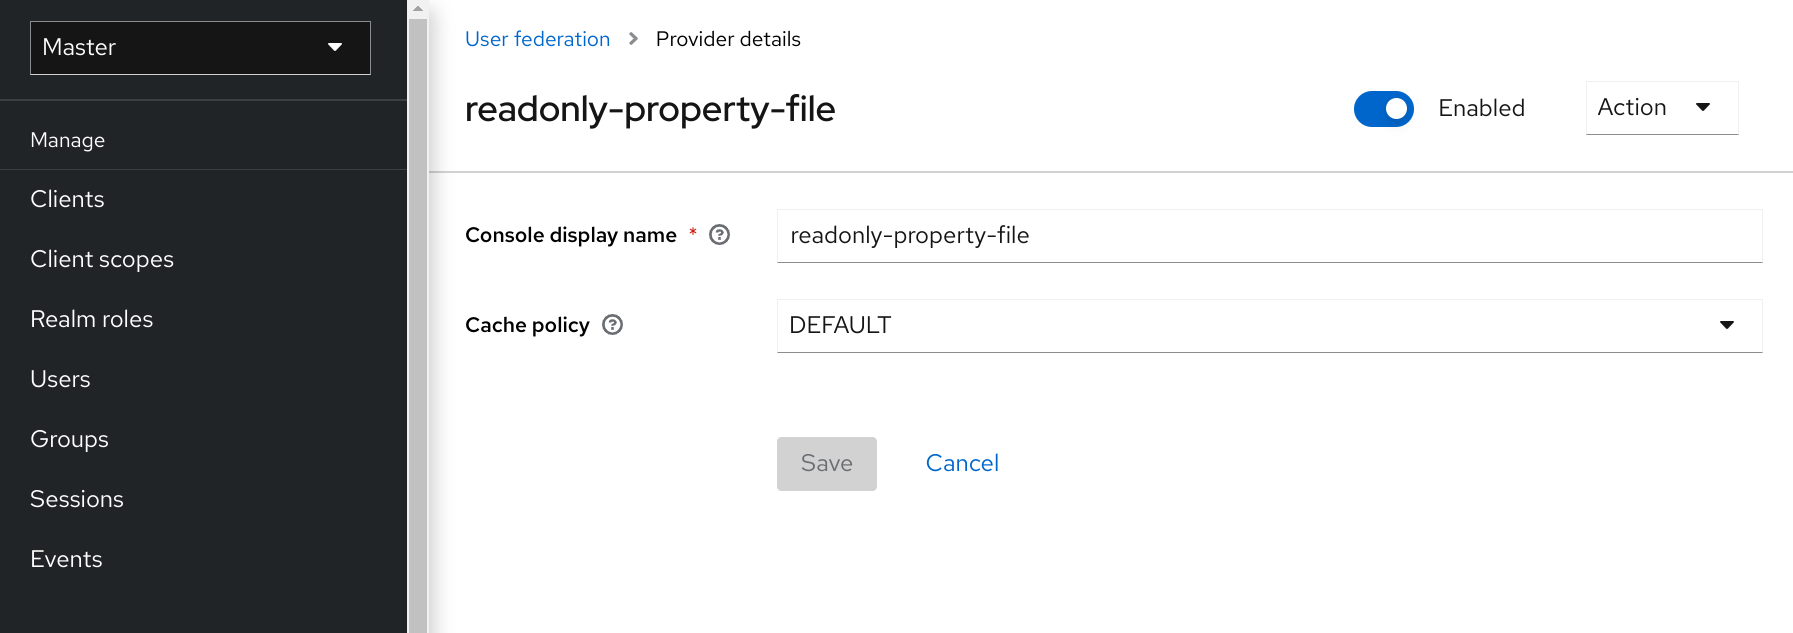 Master
Manage
Clients
Client scopes
Realm roles
Users
Groups
Sessions
Events
User federation > Provider details
readonly-property-file
Enabled
Action
Console display name * ?
readonly-property-file
Cache policy ?
DEFAULT
Save
Cancel